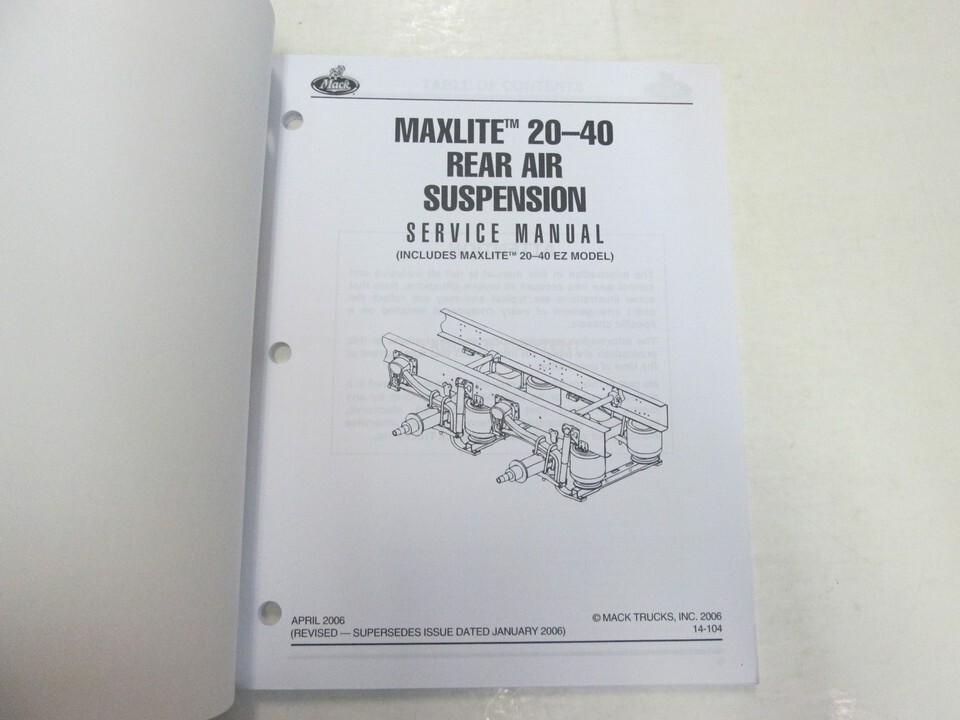 Mack
MAXLITE™ 20–40
REAR AIR
SUSPENSION
SERVICE MANUAL
(INCLUDES MAXLITE™ 20–40 EZ MODEL)
APRIL 2006
(REVISED — SUPERSEDES ISSUE DATED JANUARY 2006)
© MACK TRUCKS, INC. 2006
14-104